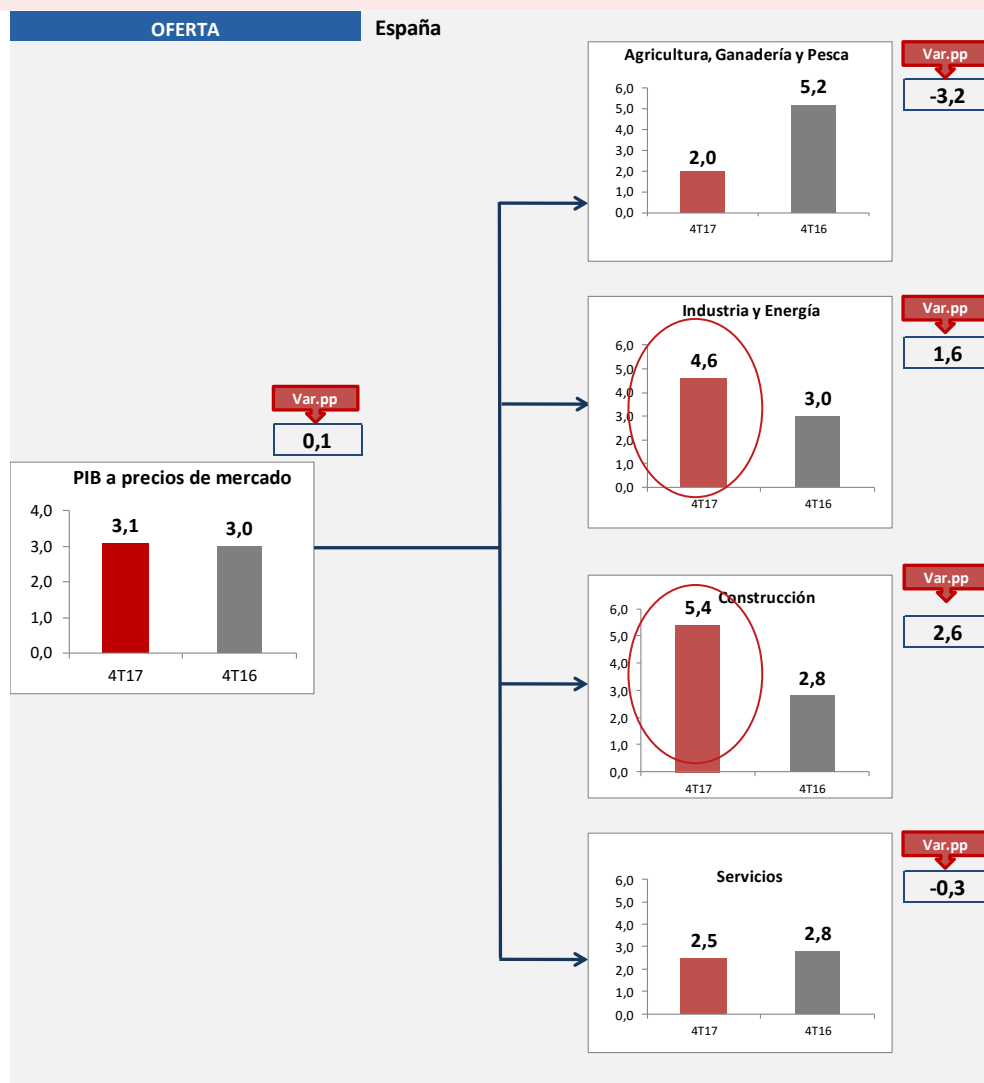 OFERTA
España
Agricultura, Ganadería y Pesca
6,0
5,0
4,0
3,0
2,0
1,0
0,0
2,0
5,2
4T17
4T16
Var.pp
-3,2
Industria y Energía
6,0
5,0
4,0
3,0
2,0
1,0
0,0
4,6
3,0
4T17
4T16
Var.pp
1,6
Var.pp
0,1
PIB a precios de mercado
4,0
3,0
2,0
1,0
0,0
3,1
3,0
4T17
4T16
Construcción
6,0
5,0
4,0
3,0
2,0
1,0
0,0
5,4
2,8
4T17
4T16
Var.pp
2,6
Servicios
6,0
5,0
4,0
3,0
2,0
1,0
0,0
2,5
2,8
4T17
4T16
Var.pp
-0,3